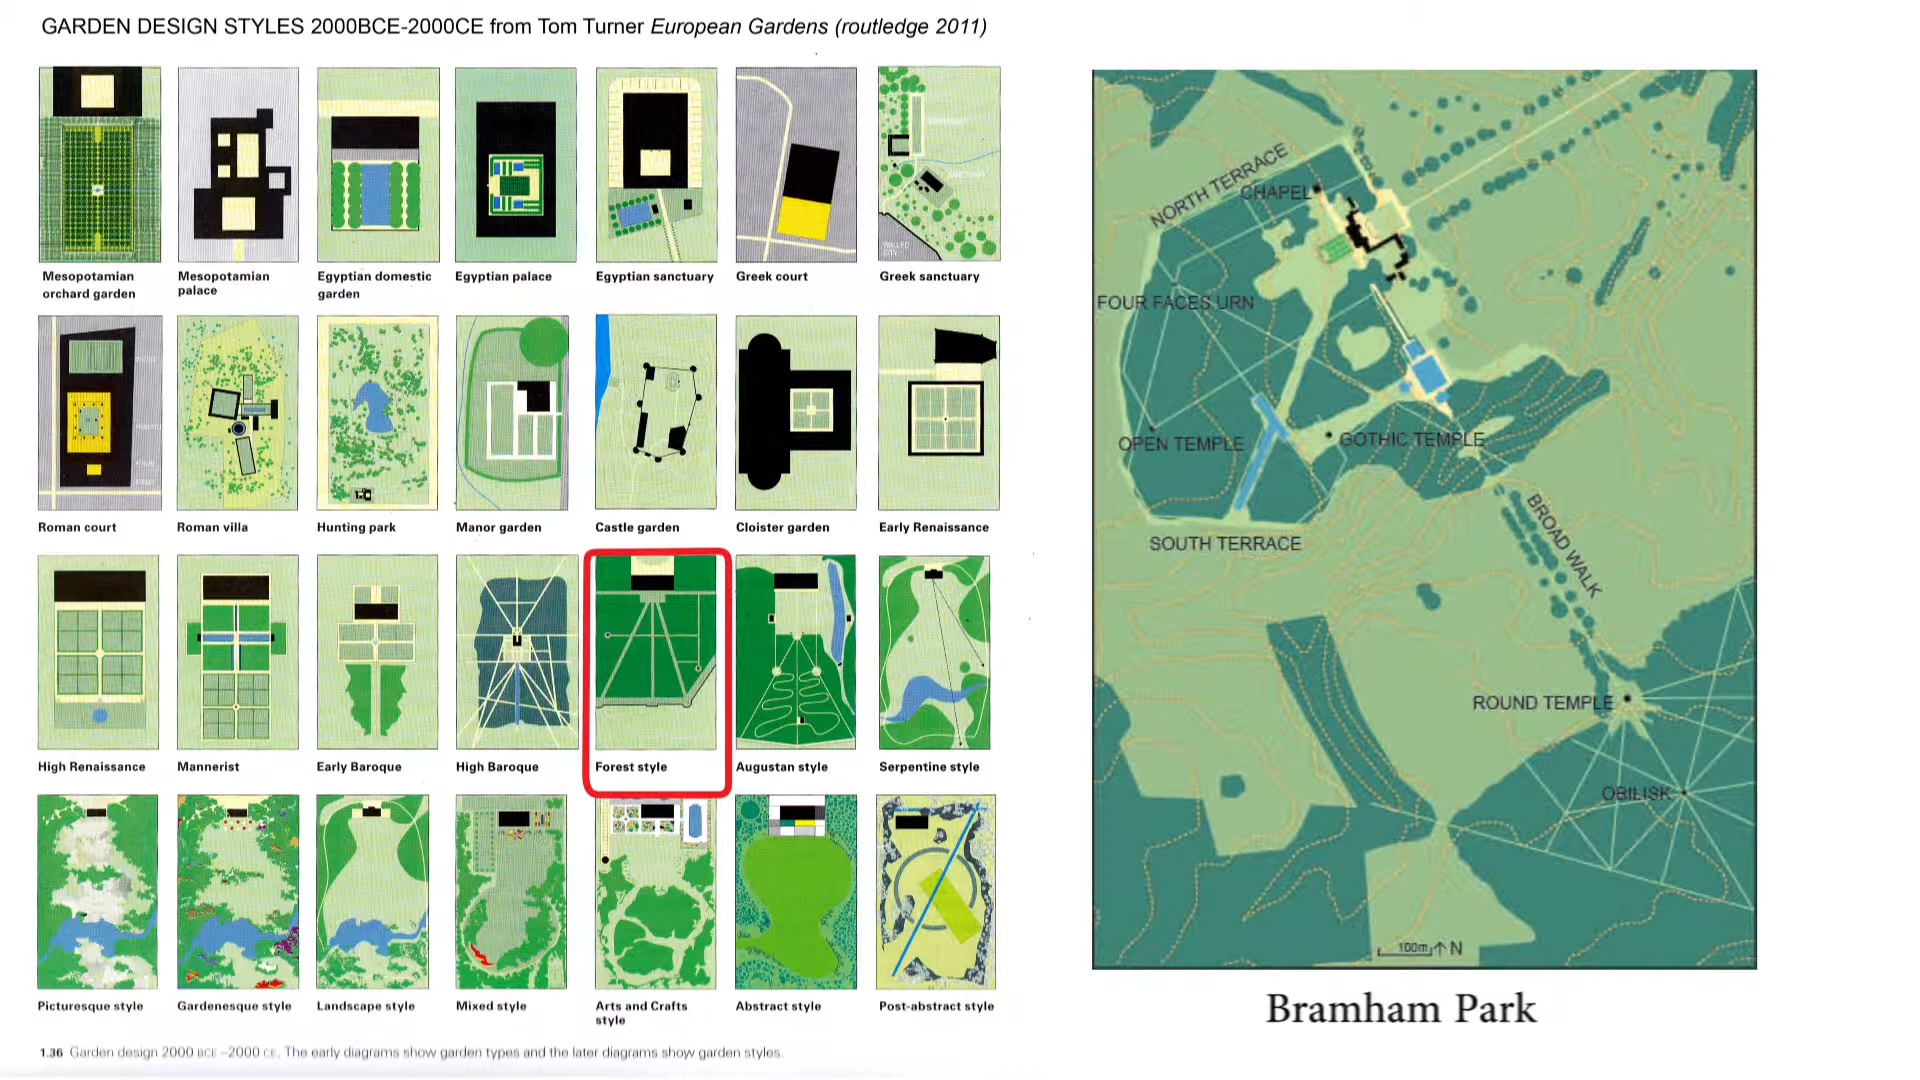 GARDEN DESIGN STYLES 2000BCE-2000CE from Tom Turner European Gardens (routledge 2011)
Mesopotamian
orchard garden
Mesopotamian
palace
Egyptian domestic
garden
Egyptian palace
Egyptian sanctuary
Greek court
WALLED
CITY
Greek sanctuary
Roman court
Roman villa
Hunting park
Manor garden
Castle garden
Cloister garden
Early Renaissance
High Renaissance
Mannerist
Early Baroque
High Baroque
Forest style
Augustan style
Serpentine style
Picturesque style
Gardenesque style
Landscape style
Mixed style
Arts and Crafts
style
Abstract style
Post-abstract style
1.36 Garden design 2000 BCE –2000 CE. The early diagrams show garden types and the later diagrams show garden styles.
NORTH TERRACE
CHAPEL
FOUR FACES URN
OPEN TEMPLE
GOTHIC TEMPLE
SOUTH TERRACE
BROAD WALK
ROUND TEMPLE
OBILISK
100m N
Bramham Park